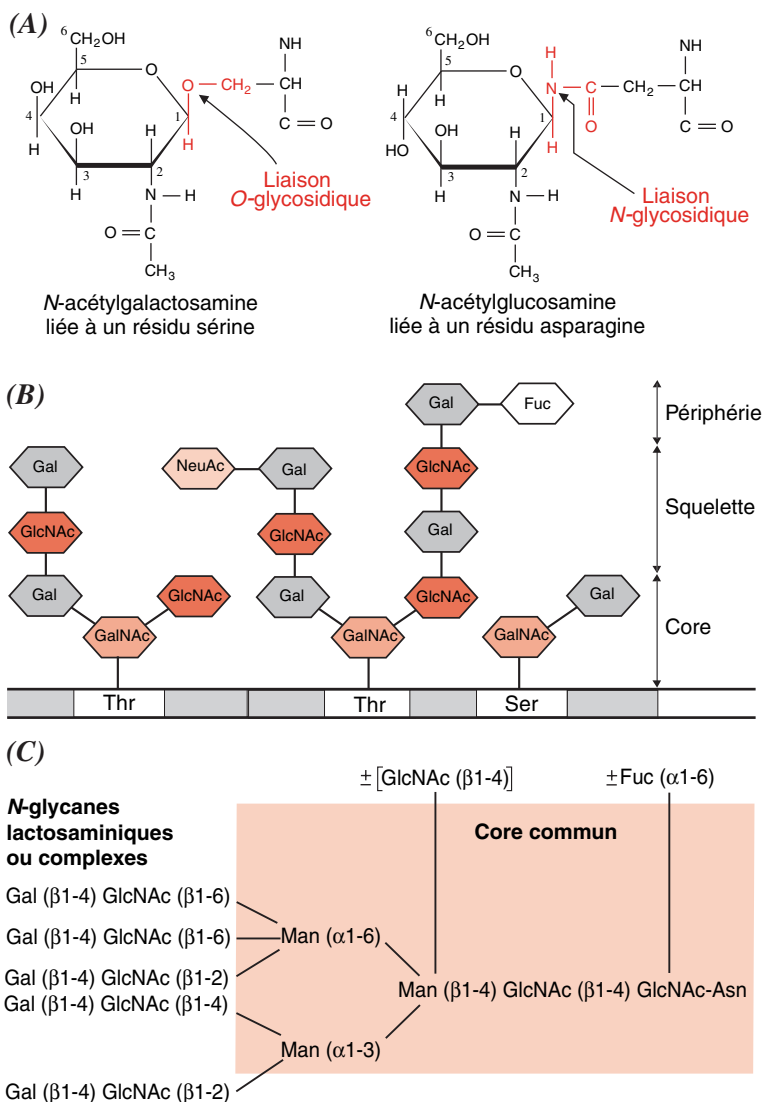 (A)
6
CH2OH
5
O
OH
4
H
H
OH
3
H
H
2
1
H
O
CH2
NH
CH
C=O
Liaison
O-glycosidique
N—H
O=C
CH3
N-acétylgalactosamine
liée à un résidu sérine
6
CH2OH
5
O
H
4
HO
H
OH
3
H
H
2
1
H
H
N
C
O
CH2
NH
CH
C=O
Liaison
N-glycosidique
N—H
O=C
CH3
N-acétylglucosamine
liée à un résidu asparagine
(B)
Gal
Fuc
Périphérie
Gal
NeuAc
Gal
GlcNAc
Squelette
GlcNAc
GlcNAc
Gal
Gal
GlcNAc
Gal
GlcNAc
Gal
GalNAc
GalNAc
GalNAc
Core
Thr
Thr
Ser
(C)
±[GlcNAc (β1-4)]
±Fuc (α1-6)
N-glycanes
lactosaminiques
ou complexes
Core commun
Gal (β1-4) GlcNAc (β1-6)
Gal (β1-4) GlcNAc (β1-6)
Man (α1-6)
Gal (β1-4) GlcNAc (β1-2)
Man (β1-4) GlcNAc (β1-4) GlcNAc-Asn
Gal (β1-4) GlcNAc (β1-4)
Man (α1-3)
Gal (β1-4) GlcNAc (β1-2)